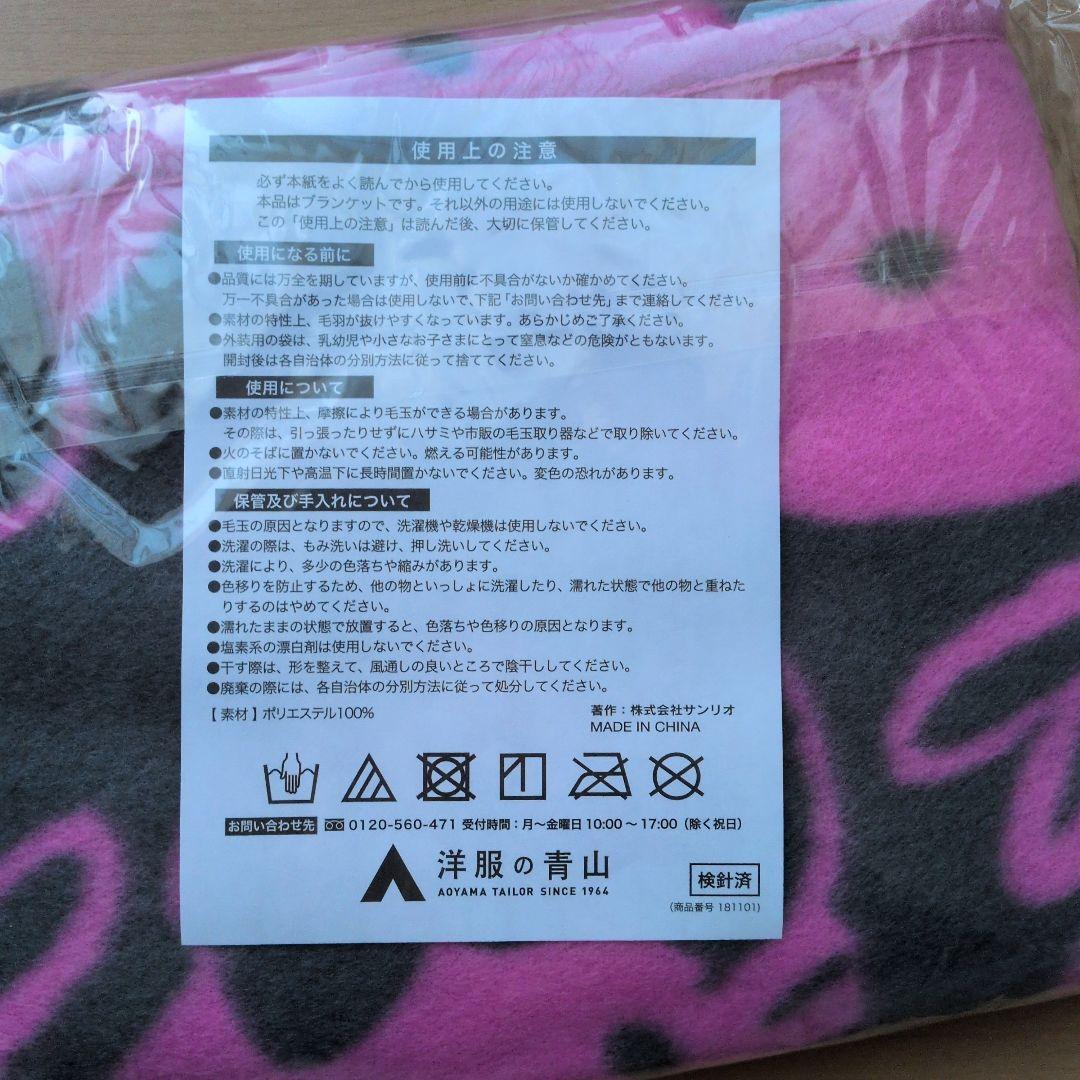 使用上の注意
必ず本紙をよく読んでから使用してください。
本品はブランケットです。それ以外の用途には使用しないでください。
この「使用上の注意」は読んだ後、大切に保管してください。
使用になる前に
●品質には万全を期していますが、使用前に不具合がないか確かめてください。
万一不具合があった場合は使用しないで、下記「お問い合わせ先」まで連絡してください。
●素材の特性上、毛羽が抜けやすくなっています。あらかじめご了承ください。
●外装用の袋は、乳幼児や小さなお子さまにとって窒息などの危険がともないます。
開封後は各自治体の分別方法に従って捨ててください。
使用について
●素材の特性上、摩擦により毛玉ができる場合があります。
その際は、引っ張ったりせずにハサミや市販の毛玉取り器などで取り除いてください。
●火のそばに置かないでください。燃える可能性があります。
●直射日光下や高温下に長時間置かないでください。変色の恐れがあります。
保管及び手入れについて
●毛玉の原因となりますので、洗濯機や乾燥機は使用しないでください。
●洗濯の際は、もみ洗いは避け、押し洗いしてください。
●洗濯により、多少の色落ちや縮みがあります。
●色移りを防止するため、他の物といっしょに洗濯したり、濡れた状態で他の物と重ねた
りするのはやめてください。
●濡れたままの状態で放置すると、色落ちや色移りの原因となります。
●塩素系の漂白剤は使用しないでください。
●干す際は、形を整えて、風通しの良いところで陰干ししてください。
●廃棄の際には、各自治体の分別方法に従って処分してください。
【素材】ポリエステル100%
著作：株式会社サンリオ
MADE IN CHINA
お問い合わせ先 0120-560-471 受付時間：月～金曜日 10:00～17:00（除く祝日）
洋服の青山
AOYAMA TAILOR SINCE 1964
検針済
(商品番号 181101)